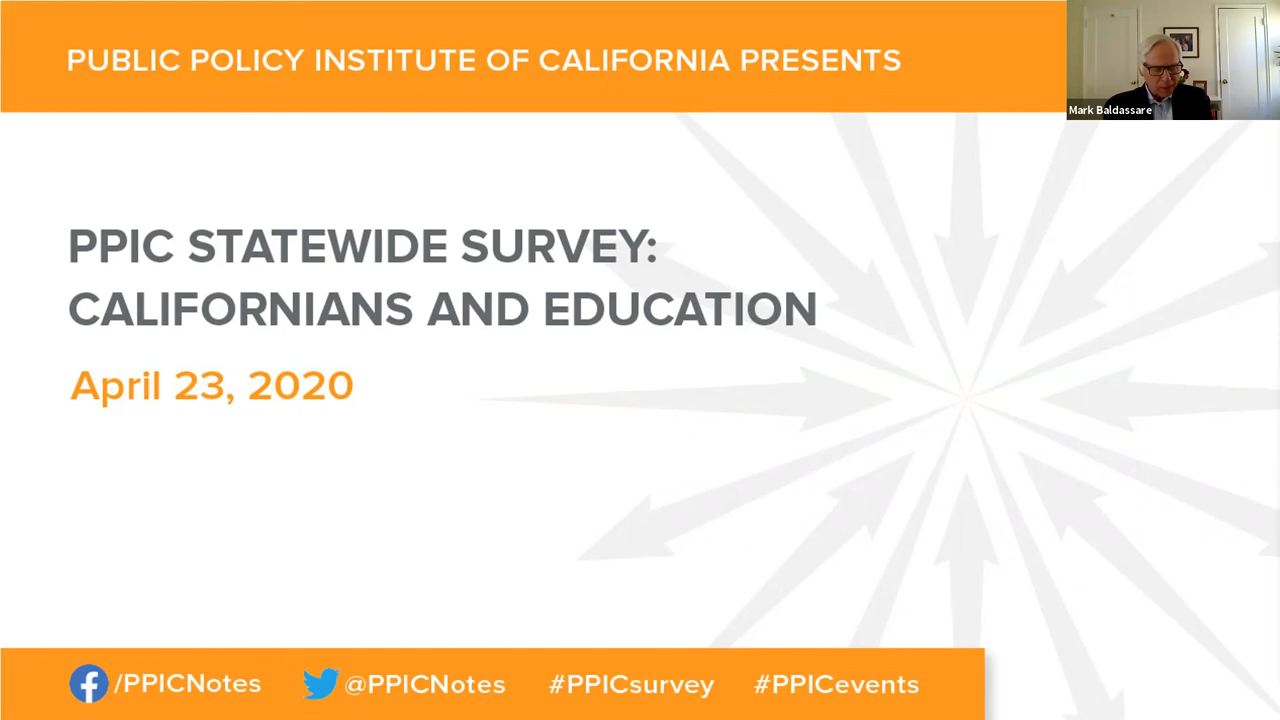 PUBLIC POLICY INSTITUTE OF CALIFORNIA PRESENTS
Mark Baldassare
PPIC STATEWIDE SURVEY:
CALIFORNIANS AND EDUCATION
April 23, 2020
/PPICNotes @PPICNotes #PPICsurvey #PPICevents